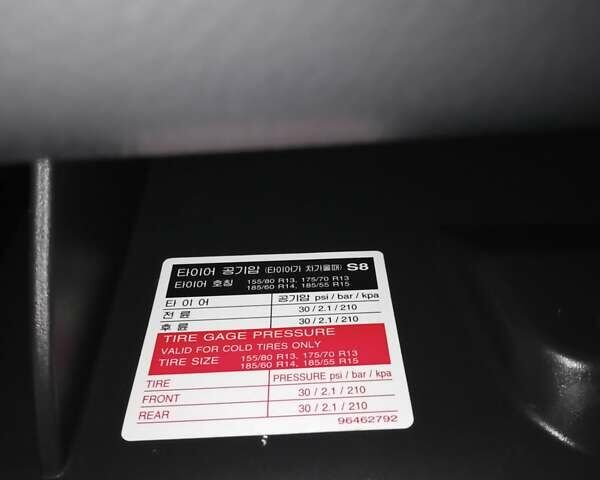 타이어 공기압 (타이어가 차가울때) S8
타이어 호칭 155/80 R13, 175/70 R13
185/60 R14, 185/55 R15
타 이 어 공기압 psi / bar / kpa
전 륜 30 / 2.1 / 210
후 륜 30 / 2.1 / 210
TIRE GAGE PRESSURE
VALID FOR COLD TIRES ONLY
TIRE SIZE 155/80 R13, 175/70 R13
185/60 R14, 185/55 R15
TIRE PRESSURE psi / bar / kpa
FRONT 30 / 2.1 / 210
REAR 30 / 2.1 / 210
96462792